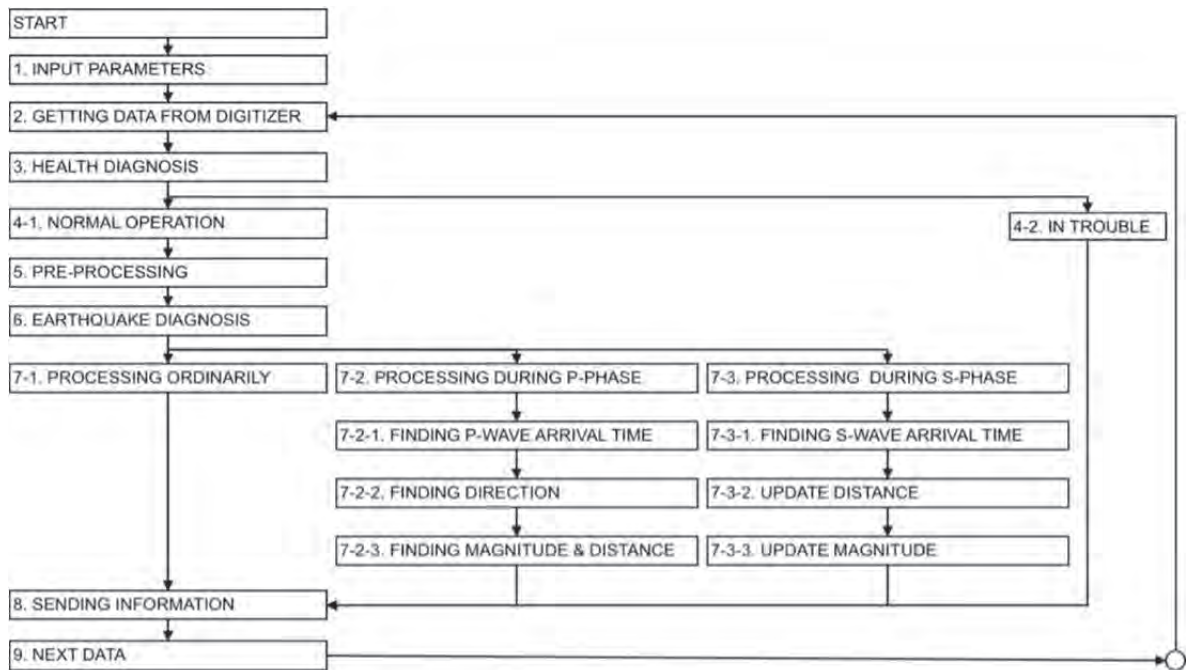 START
1. INPUT PARAMETERS
2. GETTING DATA FROM DIGITIZER
3. HEALTH DIAGNOSIS
4-1. NORMAL OPERATION
4-2. IN TROUBLE
5. PRE-PROCESSING
6. EARTHQUAKE DIAGNOSIS
7-1. PROCESSING ORDINARILY
7-2. PROCESSING DURING P-PHASE
7-3. PROCESSING DURING S-PHASE
7-2-1. FINDING P-WAVE ARRIVAL TIME
7-3-1. FINDING S-WAVE ARRIVAL TIME
7-2-2. FINDING DIRECTION
7-3-2. UPDATE DISTANCE
7-2-3. FINDING MAGNITUDE & DISTANCE
7-3-3. UPDATE MAGNITUDE
8. SENDING INFORMATION
9. NEXT DATA